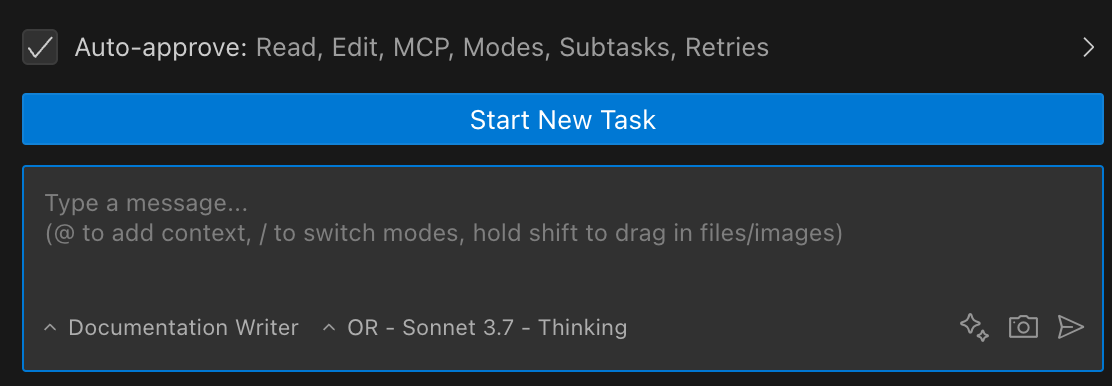 Auto-approve: Read, Edit, MCP, Modes, Subtasks, Retries
Start New Task
Type a message...
(@ to add context, / to switch modes, hold shift to drag in files/images)
Documentation Writer OR - Sonnet 3.7 - Thinking